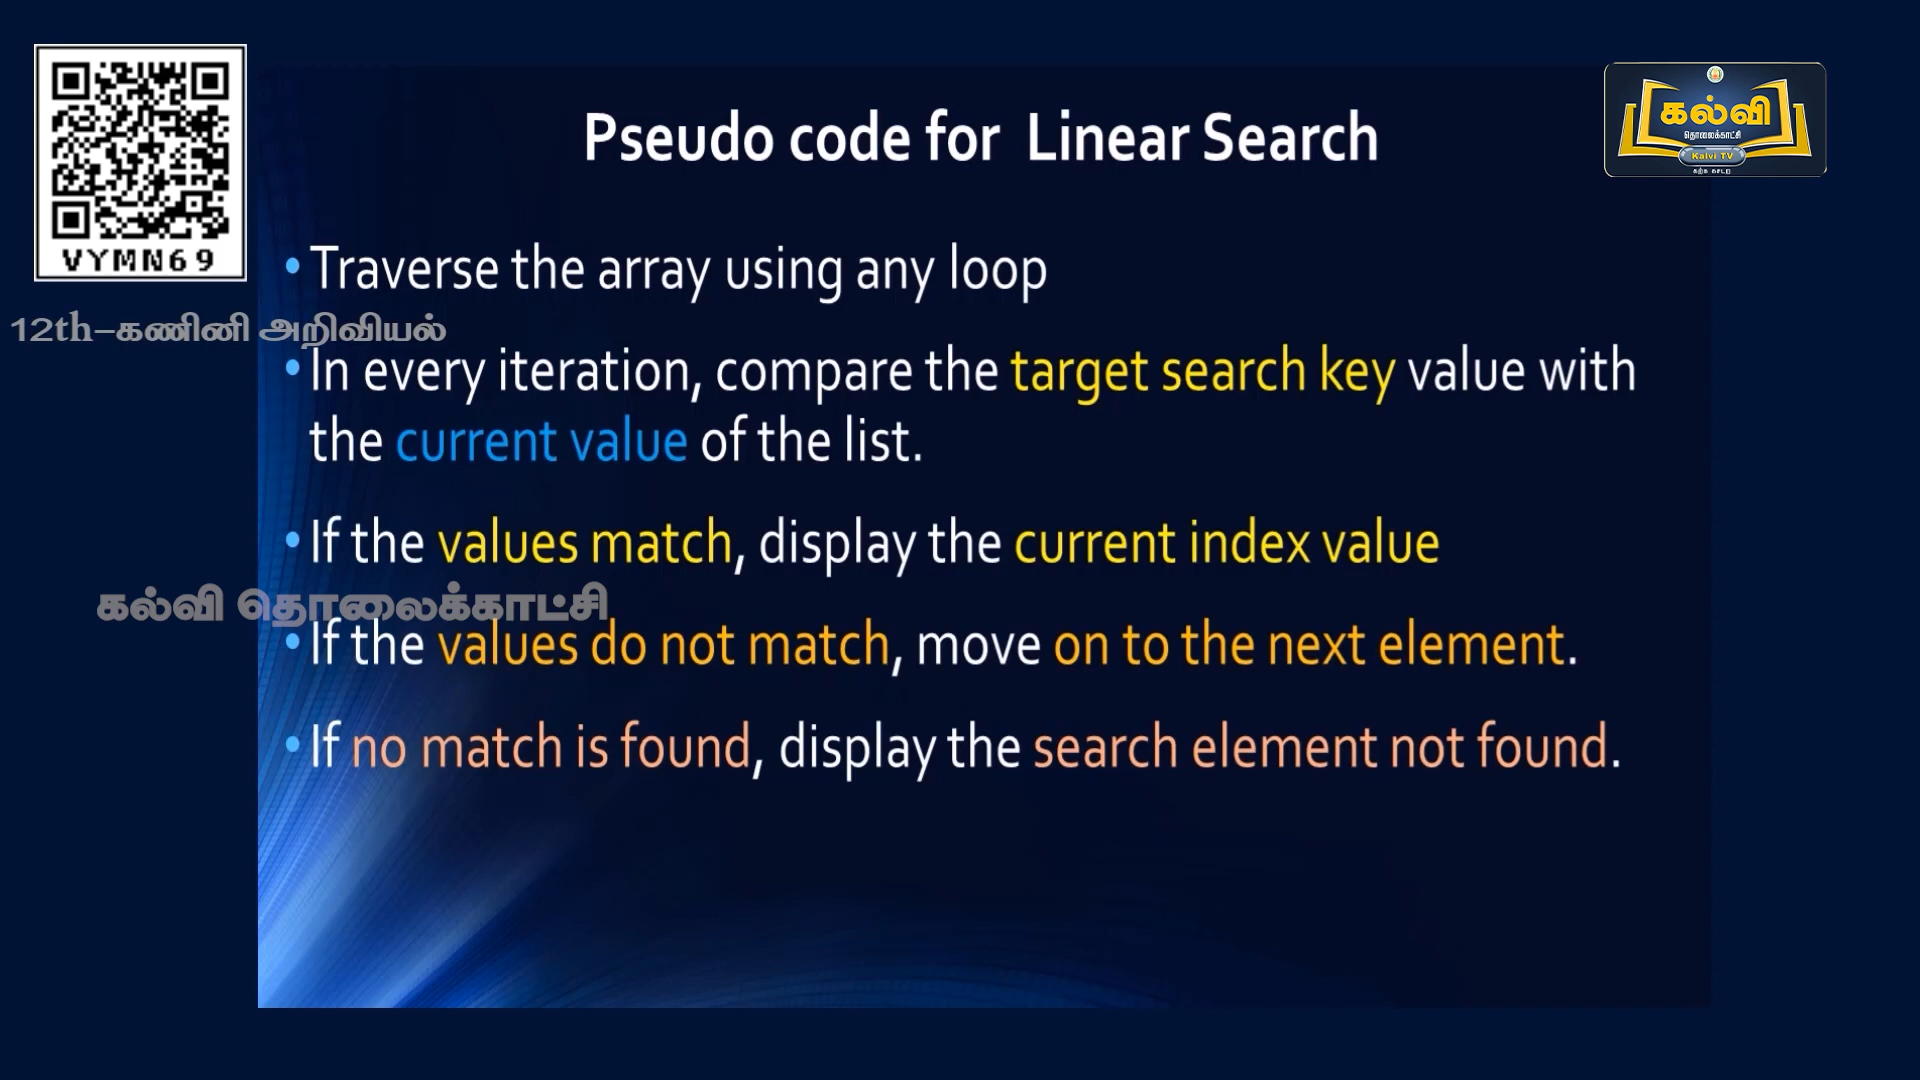 VYMN69
கல்வி
தொலைக்காட்சி
Kalvi TV
கற்க கசடற
Pseudo code for Linear Search
• Traverse the array using any loop
12th-கணினி அறிவியல்
• In every iteration, compare the target search key value with
the current value of the list.
• If the values match, display the current index value
கல்வி தொலைக்காட்சி
• If the values do not match, move on to the next element.
• If no match is found, display the search element not found.